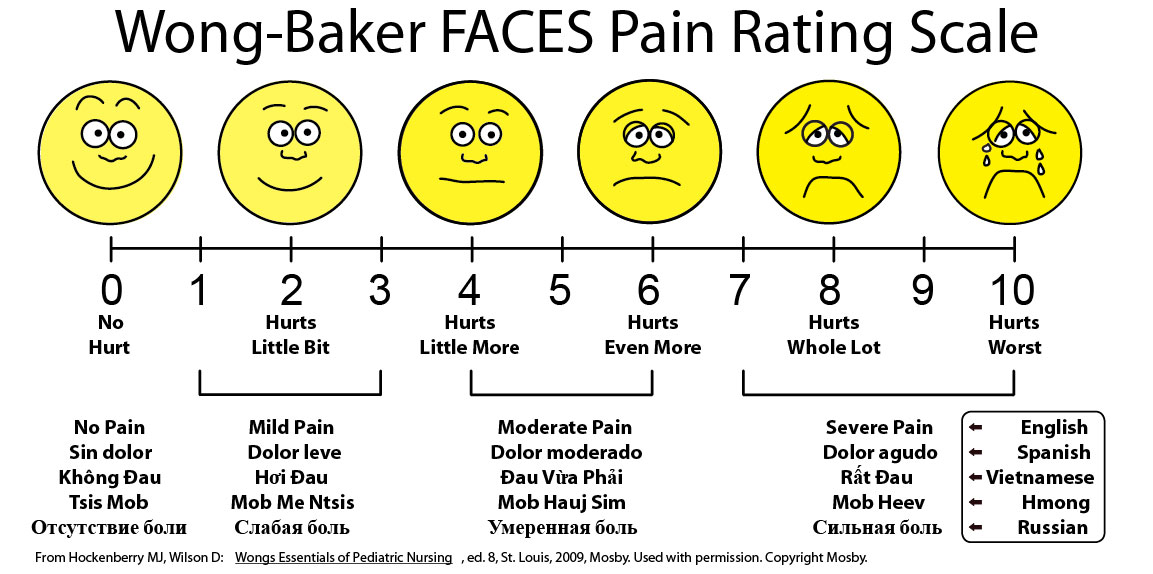 Wong-Baker FACES Pain Rating Scale
0 1 2 3 4 5 6 7 8 9 10
No Hurts Hurts Hurts Hurts Hurts
Hurt Little Bit Little More Even More Whole Lot Worst
No Pain Mild Pain Moderate Pain Severe Pain English
Sin dolor Dolor leve Dolor moderado Dolor agudo Spanish
Không Đau Hơi Đau Đau Vừa Phải Rất Đau Vietnamese
Tsis Mob Mob Me Ntsis Mob Hauj Sim Mob Heev Hmong
Отсутствие боли Слабая боль Умеренная боль Сильная боль Russian
From Hockenberry MJ, Wilson D: Wongs Essentials of Pediatric Nursing , ed. 8, St. Louis, 2009, Mosby. Used with permission. Copyright Mosby.